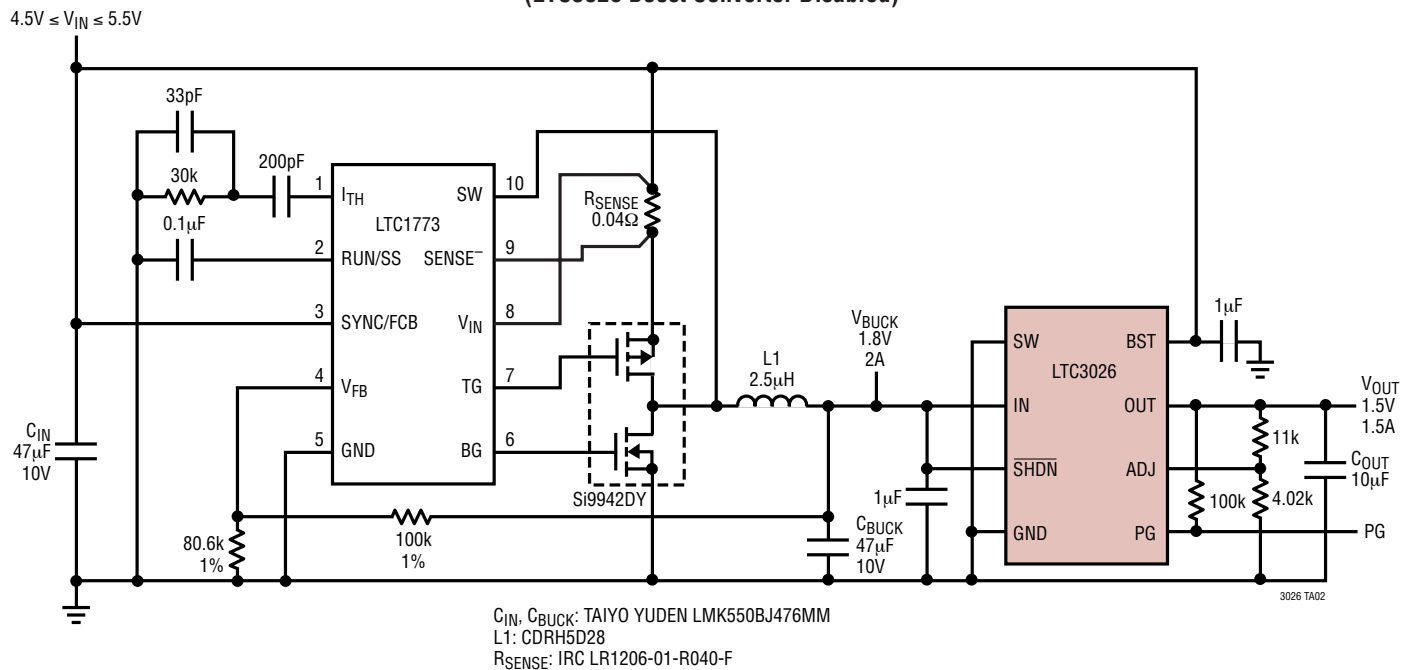 (LTC3026 Boost Converter Disabled)
4.5V ≤ VIN ≤ 5.5V
33pF
30k
200pF
0.1µF
1
ITH
2
RUN/SS
3
SYNC/FCB
4
VFB
5
GND
LTC1773
SW
10
SENSE–
9
VIN
8
TG
7
BG
6
RSENSE
0.04Ω
Si9942DY
CIN
47µF
10V
80.6k
1%
100k
1%
L1
2.5µH
VBUCK
1.8V
2A
1µF
CBUCK
47µF
10V
SW
IN
SHDN
GND
LTC3026
BST
OUT
ADJ
PG
1µF
VOUT
1.5V
1.5A
11k
4.02k
100k
COUT
10µF
PG
3026 TA02
CIN, CBUCK: TAIYO YUDEN LMK550BJ476MM
L1: CDRH5D28
RSENSE: IRC LR1206-01-R040-F